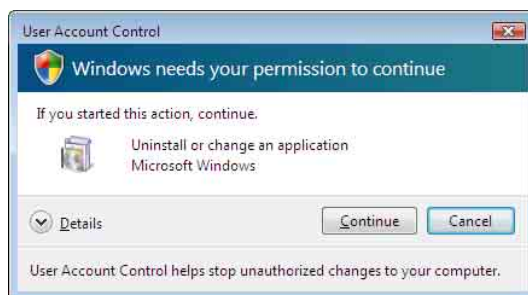 User Account Control
Windows needs your permission to continue
If you started this action, continue.
Uninstall or change an application
Microsoft Windows
Details
Continue
Cancel
User Account Control helps stop unauthorized changes to your computer.